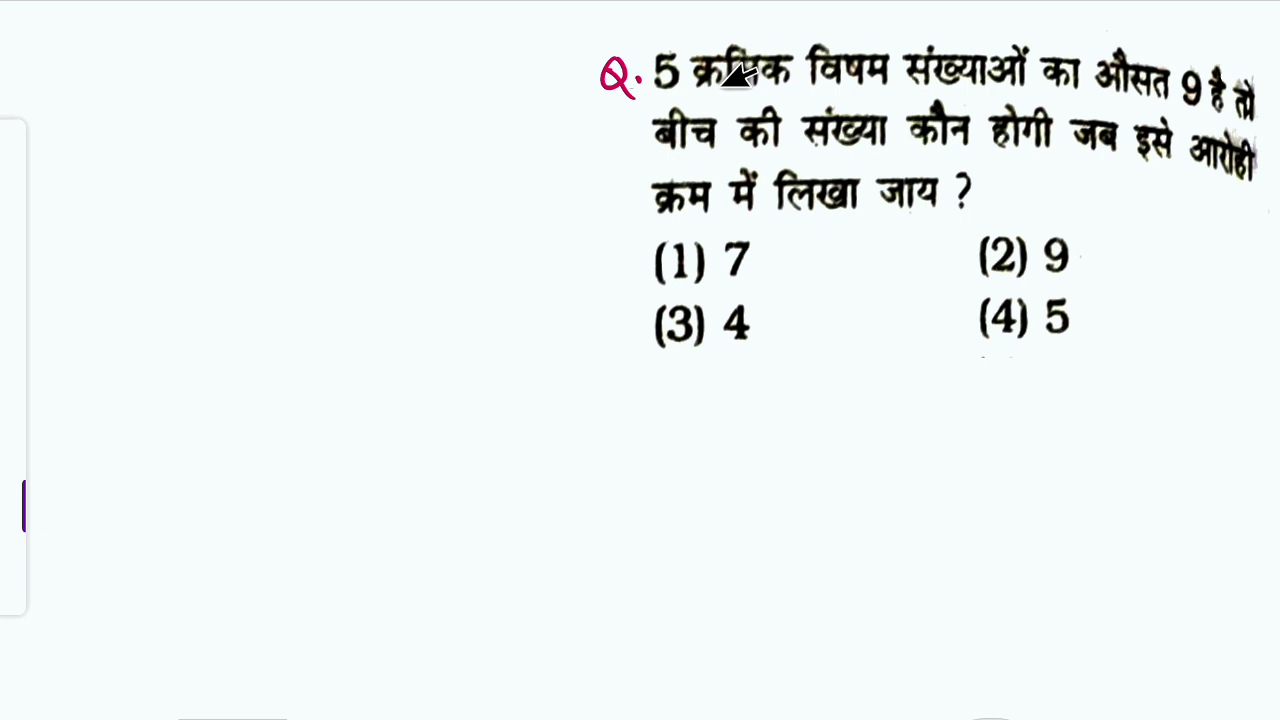 Q. 5 क्रमिक विषम संख्याओं का औसत 9 है तो
बीच की संख्या कौन होगी जब इसे आरोही
क्रम में लिखा जाय ?
(1) 7 (2) 9
(3) 4 (4) 5